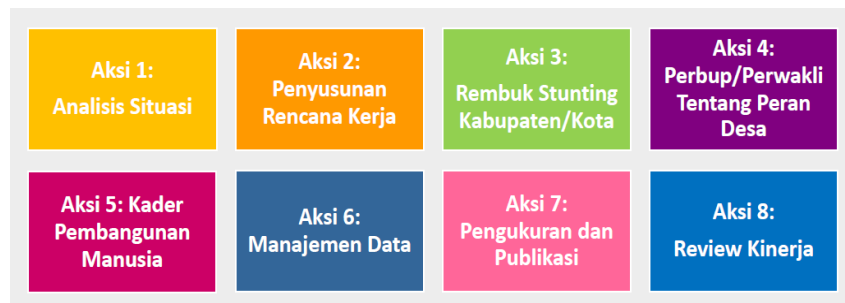 Aksi 1:
Analisis Situasi
Aksi 2:
Penyusunan
Rencana Kerja
Aksi 3:
Rembuk Stunting
Kabupaten/Kota
Aksi 4:
Perbup/Perwakli
Tentang Peran
Desa
Aksi 5: Kader
Pembangunan
Manusia
Aksi 6:
Manajemen Data
Aksi 7:
Pengukuran dan
Publikasi
Aksi 8:
Review Kinerja